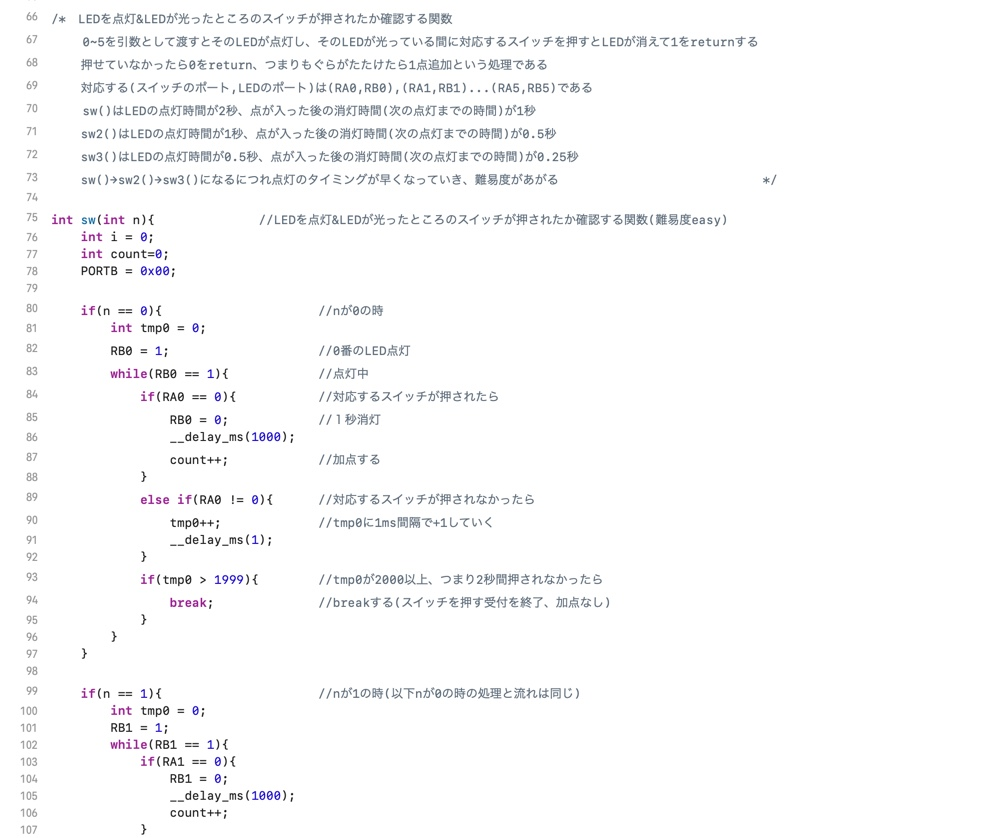 66 /* LEDを点灯&LEDが光ったところのスイッチが押されたか確認する関数
67 0~5を引数として渡すとそのLEDが点灯し、そのLEDが光っている間に対応するスイッチを押すとLEDが消えて1をreturnする
68 押せていなかったら0をreturn、つまりもぐらがたたけたら1点追加という処理である
69 対応する(スイッチのポート,LEDのポート)は(RA0,RB0),(RA1,RB1)...(RA5,RB5)である
70 sw()はLEDの点灯時間が2秒、点が入った後の消灯時間(次の点灯までの時間)が1秒
71 sw2()はLEDの点灯時間が1秒、点が入った後の消灯時間(次の点灯までの時間)が0.5秒
72 sw3()はLEDの点灯時間が0.5秒、点が入った後の消灯時間(次の点灯までの時間)が0.25秒
73 sw()→sw2()→sw3()になるにつれ点灯のタイミングが早くなっていき、難易度があがる */
74
75 int sw(int n){ //LEDを点灯&LEDが光ったところのスイッチが押されたか確認する関数(難易度easy)
76 int i = 0;
77 int count=0;
78 PORTB = 0x00;
79
80 if(n == 0){ //nが0の時
81 int tmp0 = 0;
82 RB0 = 1; //0番のLED点灯
83 while(RB0 == 1){ //点灯中
84 if(RA0 == 0){ //対応するスイッチが押されたら
85 RB0 = 0; //１秒消灯
86 __delay_ms(1000);
87 count++; //加点する
88 }
89 else if(RA0 != 0){ //対応するスイッチが押されなかったら
90 tmp0++; //tmp0に1ms間隔で+1していく
91 __delay_ms(1);
92 }
93 if(tmp0 > 1999){ //tmp0が2000以上、つまり2秒間押されなかったら
94 break; //breakする(スイッチを押す受付を終了、加点なし)
95 }
96 }
97 }
98
99 if(n == 1){ //nが1の時(以下nが0の時の処理と流れは同じ)
100 int tmp0 = 0;
101 RB1 = 1;
102 while(RB1 == 1){
103 if(RA1 == 0){
104 RB1 = 0;
105 __delay_ms(1000);
106 count++;
107 }